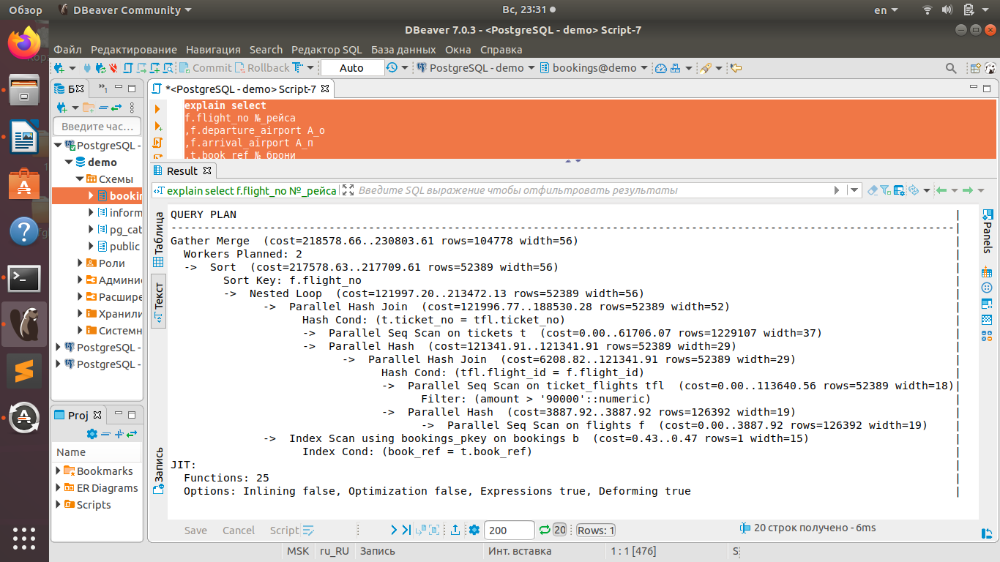 Обзор
DBeaver Community
Вс, 23:31
en
DBeaver 7.0.3 - <PostgreSQL - demo> Script-7
Файл Редактирование Навигация Search Редактор SQL База данных Окна Справка
Commit Rollback Auto PostgreSQL - demo bookings@demo
Б
*<PostgreSQL - demo> Script-7
Введите час…
PostgreSQL -
demo
Схемы
bookin
inform
pg_cat
public
Роли
Админис
Расшире
Хранили
Системн
PostgreSQL -
PostgreSQL -
explain select
f.flight_no №_рейса
,f.departure_airport А_о
,f.arrival_airport А_п
,t.book_ref №_брони
Result
explain select f.flight_no №_рейса
Введите SQL выражение чтобы отфильтровать результаты
Таблица
Текст
Запись
Panels
QUERY PLAN |
Gather Merge (cost=218578.66..230803.61 rows=104778 width=56) |
Workers Planned: 2 |
-> Sort (cost=217578.63..217709.61 rows=52389 width=56) |
Sort Key: f.flight_no |
-> Nested Loop (cost=121997.20..213472.13 rows=52389 width=56) |
-> Parallel Hash Join (cost=121996.77..188530.28 rows=52389 width=52) |
Hash Cond: (t.ticket_no = tfl.ticket_no) |
-> Parallel Seq Scan on tickets t (cost=0.00..61706.07 rows=1229107 width=37) |
-> Parallel Hash (cost=121341.91..121341.91 rows=52389 width=29) |
-> Parallel Hash Join (cost=6208.82..121341.91 rows=52389 width=29) |
Hash Cond: (tfl.flight_id = f.flight_id) |
-> Parallel Seq Scan on ticket_flights tfl (cost=0.00..113640.56 rows=52389 width=18)|
Filter: (amount > '90000'::numeric) |
-> Parallel Hash (cost=3887.92..3887.92 rows=126392 width=19) |
-> Parallel Seq Scan on flights f (cost=0.00..3887.92 rows=126392 width=19) |
-> Index Scan using bookings_pkey on bookings b (cost=0.43..0.47 rows=1 width=15) |
Index Cond: (book_ref = t.book_ref) |
JIT: |
Functions: 25 |
Options: Inlining false, Optimization false, Expressions true, Deforming true |
Proj
Name
Bookmarks
ER Diagrams
Scripts
Save Cancel Script 200 20 Rows: 1 20 строк получено - 6ms
MSK ru_RU Запись Инт. вставка 1 : 1 [476] S